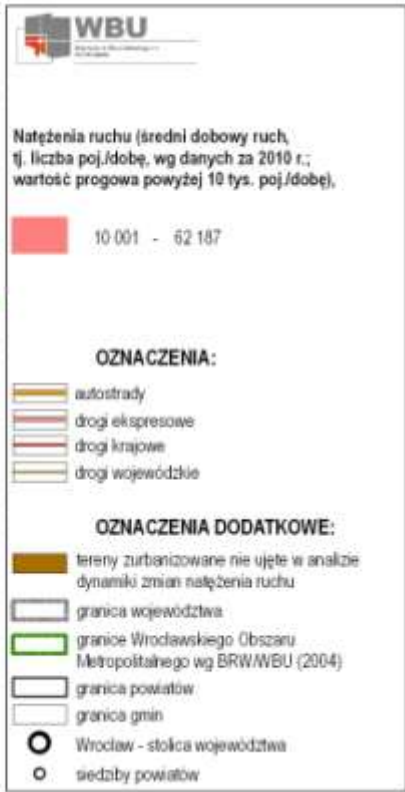 WBU
Natężenia ruchu (średni dobowy ruch,
tj. liczba poj./dobę, wg danych za 2010 r.;
wartość progowa powyżej 10 tys. poj./dobę),
10 001 - 62 187
OZNACZENIA:
autostrady
drogi ekspresowe
drogi krajowe
drogi wojewódzkie
OZNACZENIA DODATKOWE:
tereny zurbanizowane nie ujęte w analizie
dynamiki zmian natężenia ruchu
granica województwa
granice Wrocławskiego Obszaru
Metropolitalnego wg BRW/WBU (2004)
granica powiatów
granica gmin
Wrocław - stolica województwa
siedziby powiatów